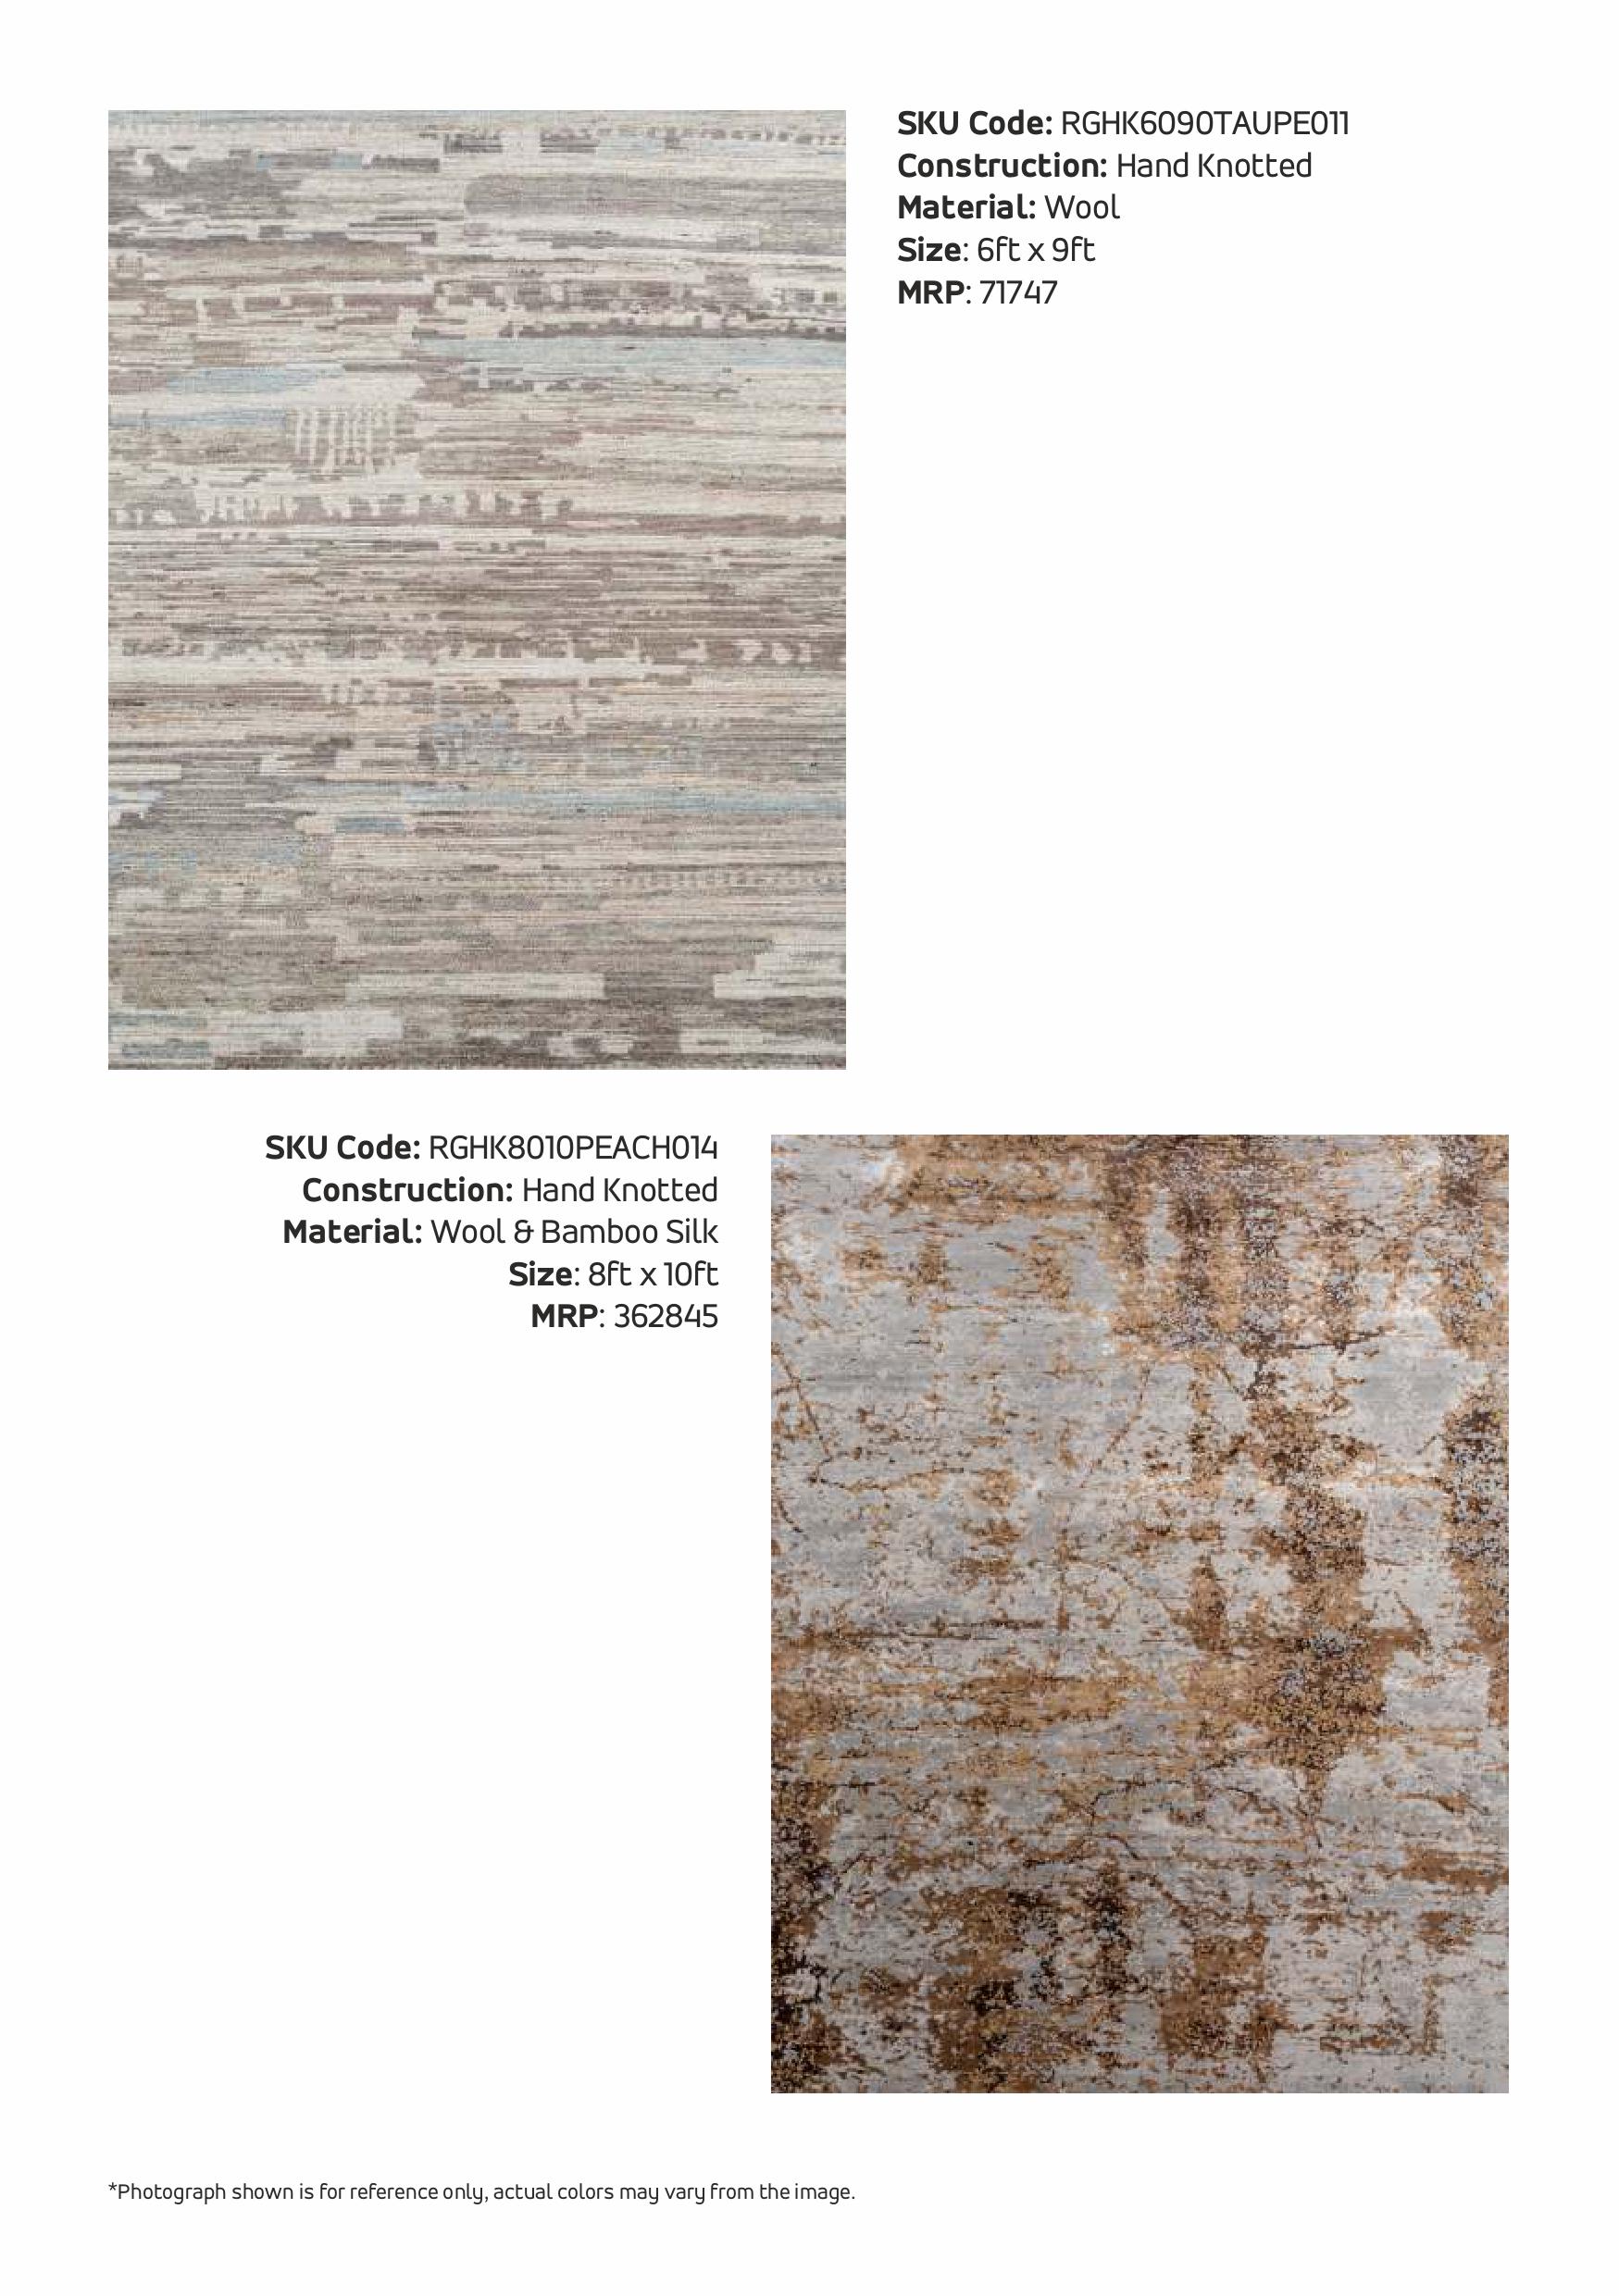 SKU Code: RGHK6090TAUPE011
Construction: Hand Knotted
Material: Wool
Size: 6ft x 9ft
MRP: 71747
SKU Code: RGHK8010PEACH014
Construction: Hand Knotted
Material: Wool & Bamboo Silk
Size: 8ft x 10ft
MRP: 362845
*Photograph shown is for reference only, actual colors may vary from the image.